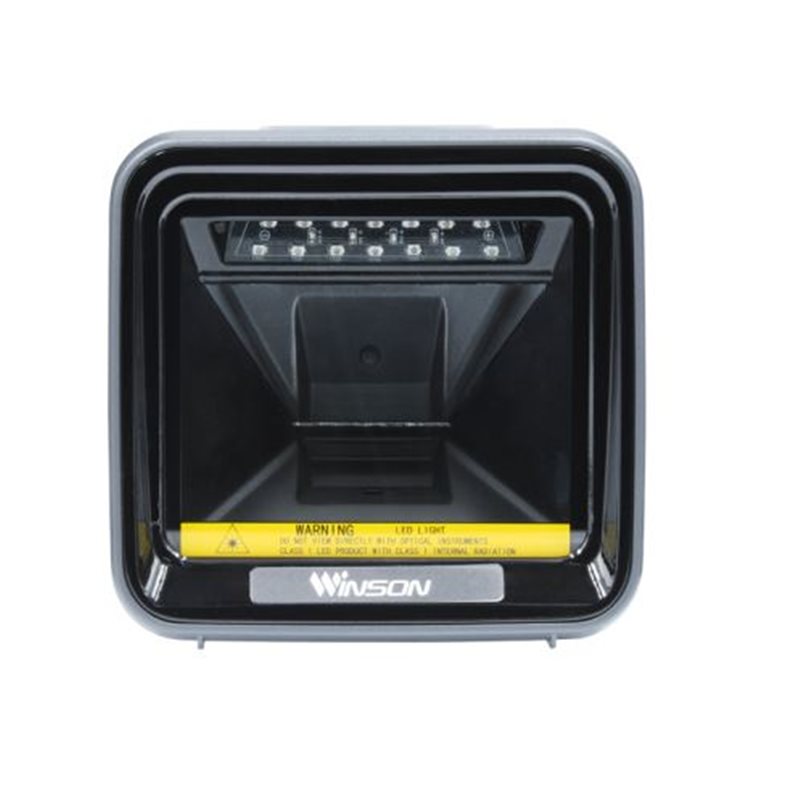 WARNING LED LIGHT
DO NOT VIEW DIRECTLY WITH OPTICAL INSTRUMENTS
CLASS 1 LED PRODUCT WITH CLASS 1 INTERNAL RADIATION
WINSON